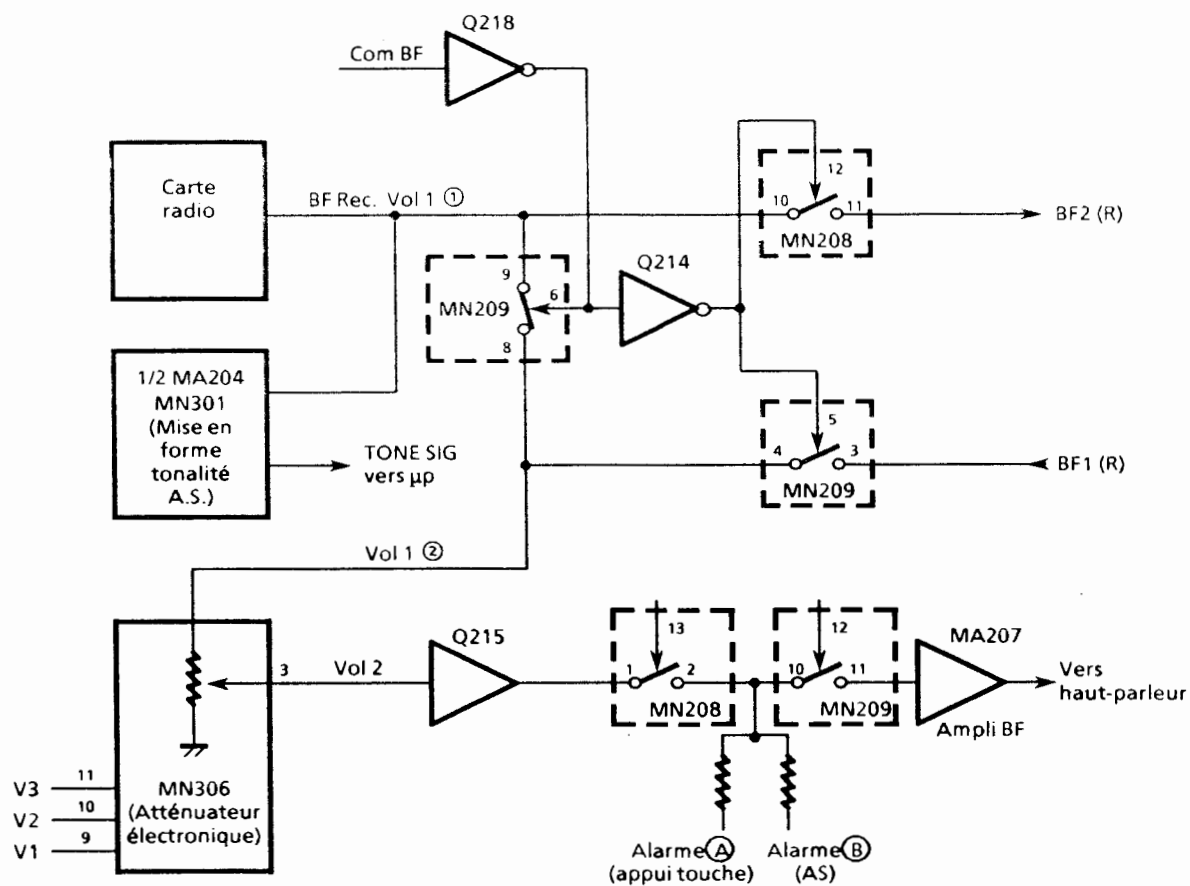 Q218
Com BF
Carte
radio
BF Rec. Vol 1 ①
12
10
11
MN208
BF2 (R)
9
MN209
6
8
Q214
1/2 MA204
MN301
(Mise en
forme
tonalité
A.S.)
TONE SIG
vers µp
5
4
3
MN209
BF1 (R)
Vol 1 ②
3
Vol 2
Q215
13
1
2
MN208
12
10
11
MN209
MA207
Ampli BF
Vers
haut-parleur
V3
11
V2
10
V1
9
MN306
(Atténuateur
électronique)
Alarme Ⓐ
(appui touche)
Alarme Ⓑ
(AS)